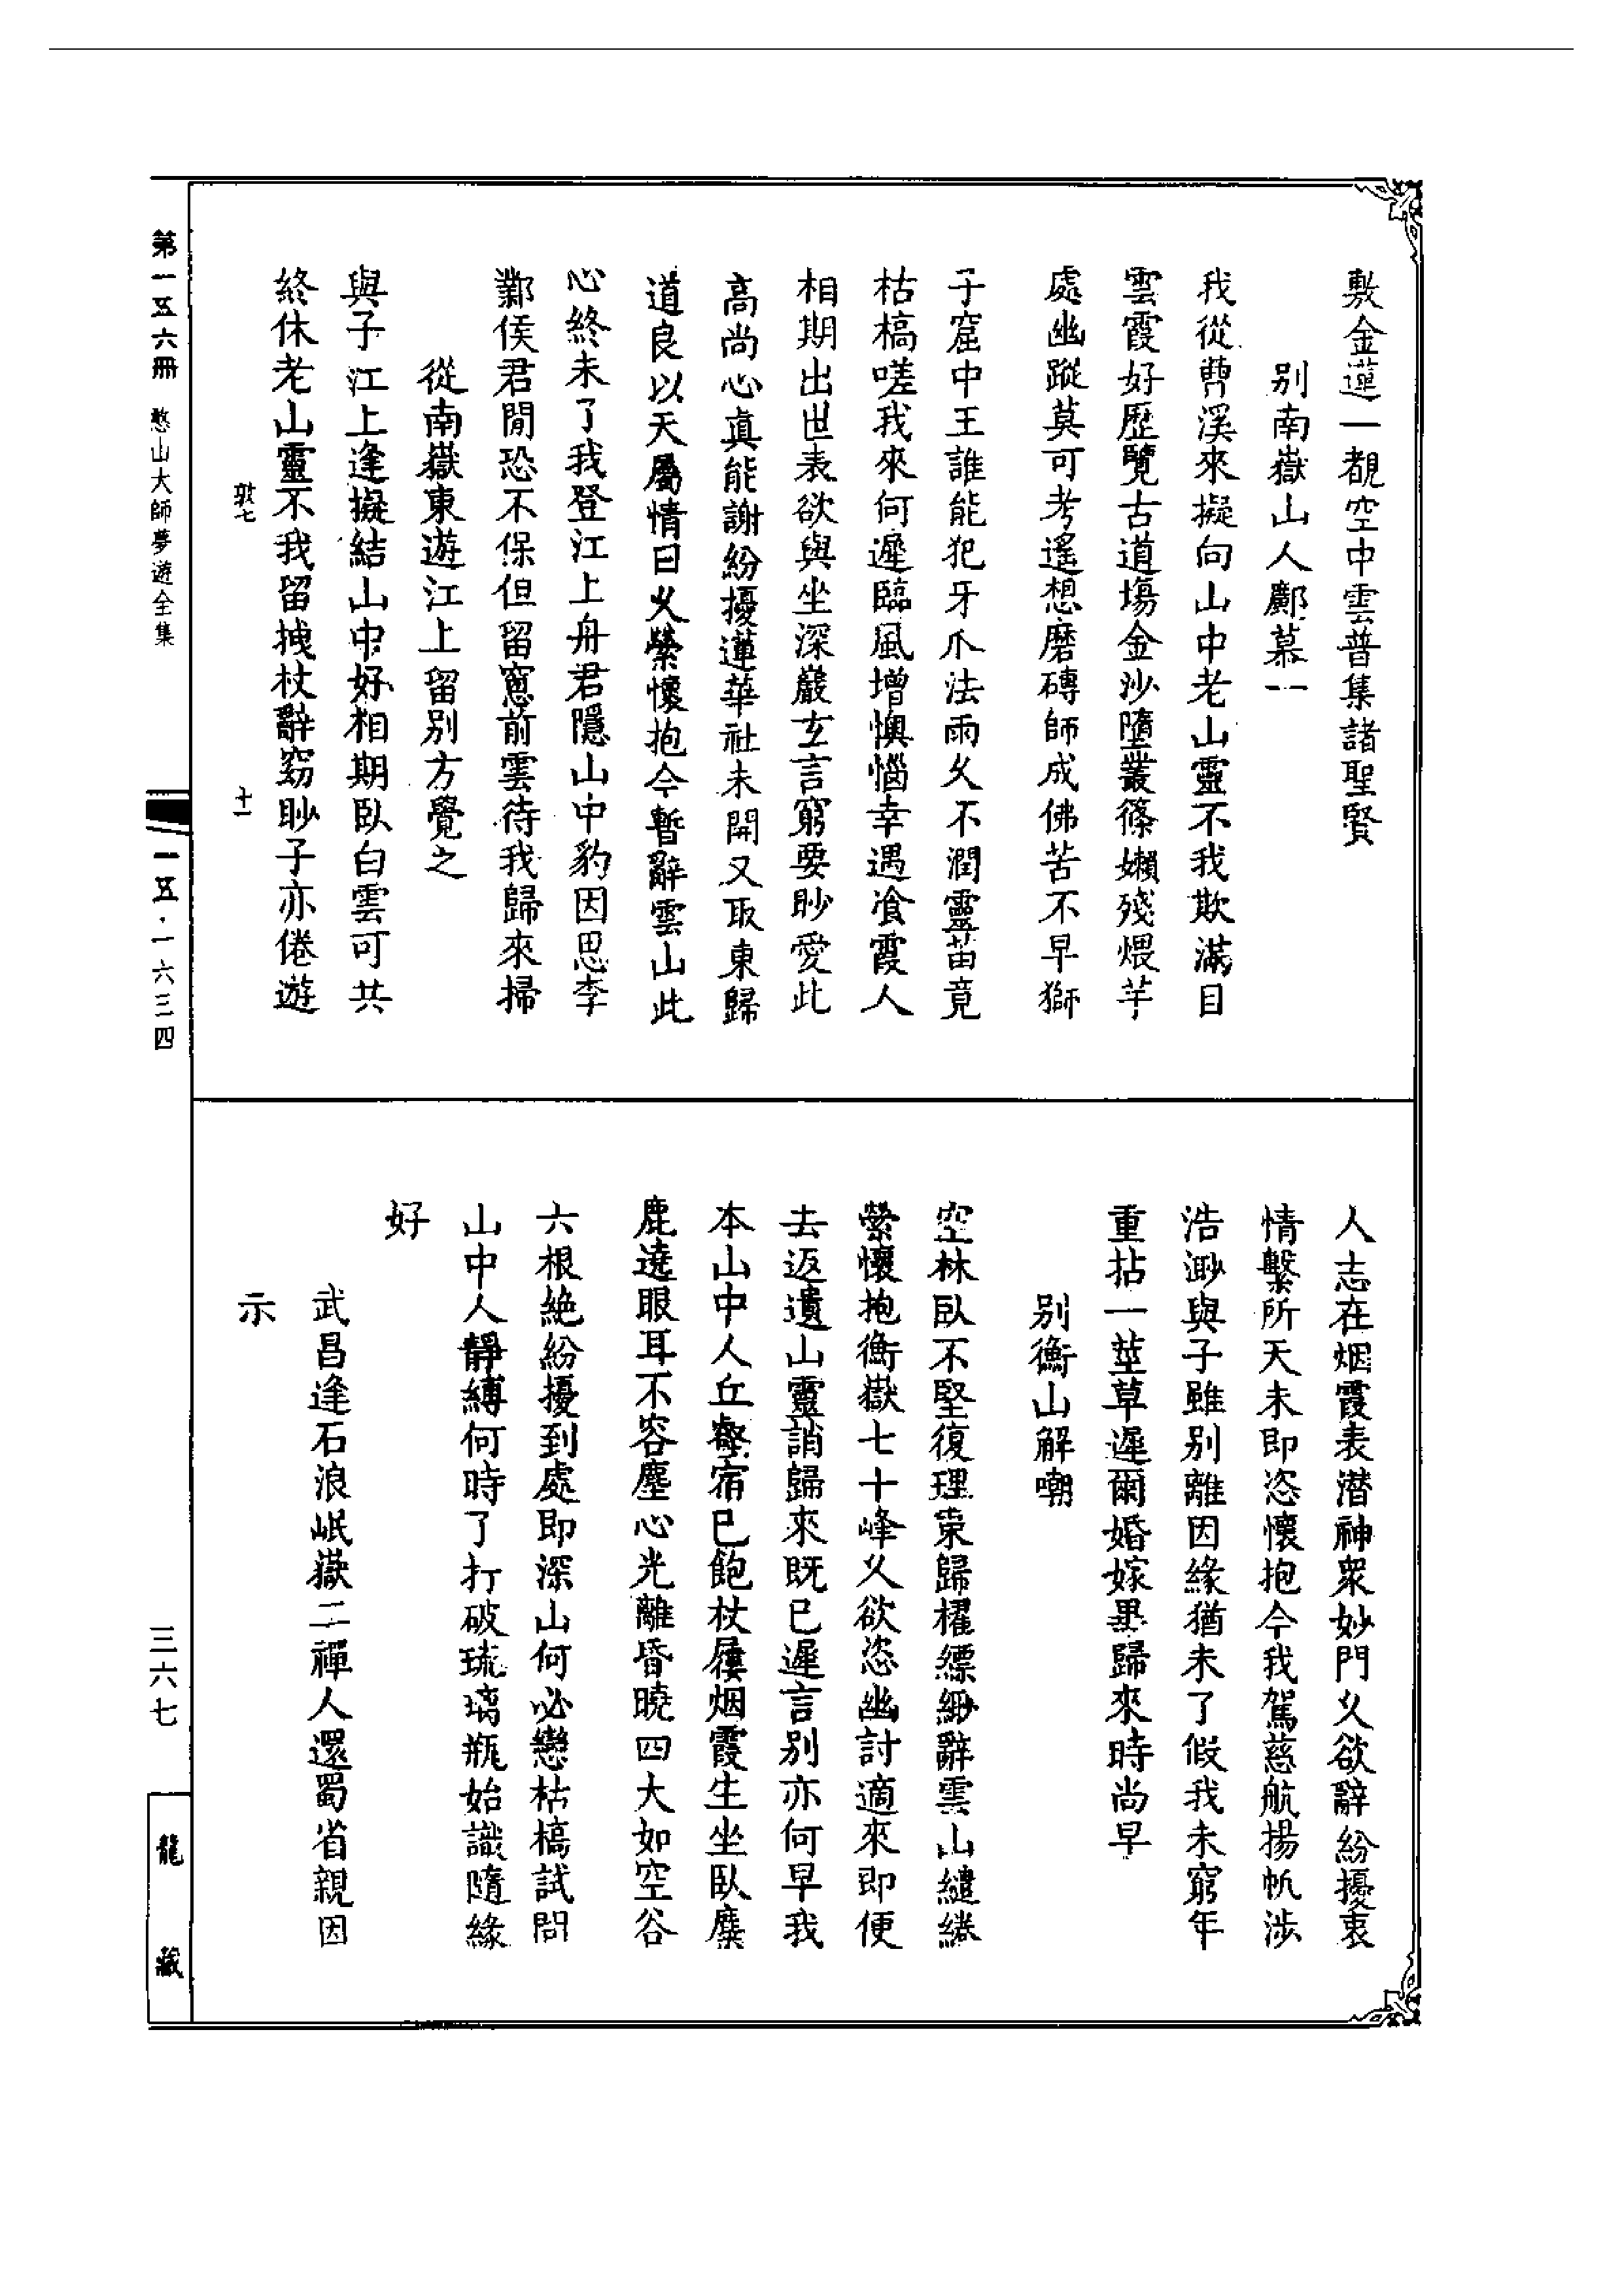 敷金蓮一覩空中雲普集諸聖賢
別南嶽山人鄺慕一
我從曹溪來擬向山中老山靈不我欺滿目
雲霞好歷覽古道場金沙墮叢篠嬾殘煨芋
處幽蹤莫可考遙想磨磚師成佛苦不早獅
子窟中王誰能犯牙爪法雨久不潤靈苗竟
枯槁嗟我來何遲臨風增懊惱幸遇飡霞人
相期出世表欲與坐深巖玄言窮要眇愛此
高尚心真能謝紛擾蓮華社未開又取東歸
道良以天屬情日久縈懷抱今暫辭雲山此
心終未了我登江上舟君隱山中豹因思李
鄴侯君閒恐不保但留窻前雲待我歸來掃
從南嶽東遊江上留別方覺之
與子江上逢擬結山中好相期臥白雲可共
終休老山靈不我留拽杖辭窈眇子亦倦遊
敦七
十一
人志在烟霞表潜神衆妙門久欲辭紛擾衷
情繫所天未即恣懷抱今我駕慈航揚帆涉
浩渺與子雖別離因緣猶未了假我未窮年
重拈一莖草遲爾婚嫁畢歸來時尚早
別衡山解嘲
空林臥不堅復理東歸櫂縹緲辭雲山繾綣
縈懷抱衡嶽七十峰久欲恣幽討適來即便
去返遺山靈誚歸來既已遲言別亦何早我
本山中人丘壑宿已飽杖屨烟霞生坐臥麋
鹿遶眼耳不容塵心光離昏曉四大如空谷
六根絶紛擾到處即深山何必戀枯槁試問
山中人靜縛何時了打破琉璃瓶始識隨緣
好
武昌逢石浪岷嶽二禪人還蜀省親因
示
第一五六冊 憨山大師夢遊全集
一五·一六三四
三六七
龍藏